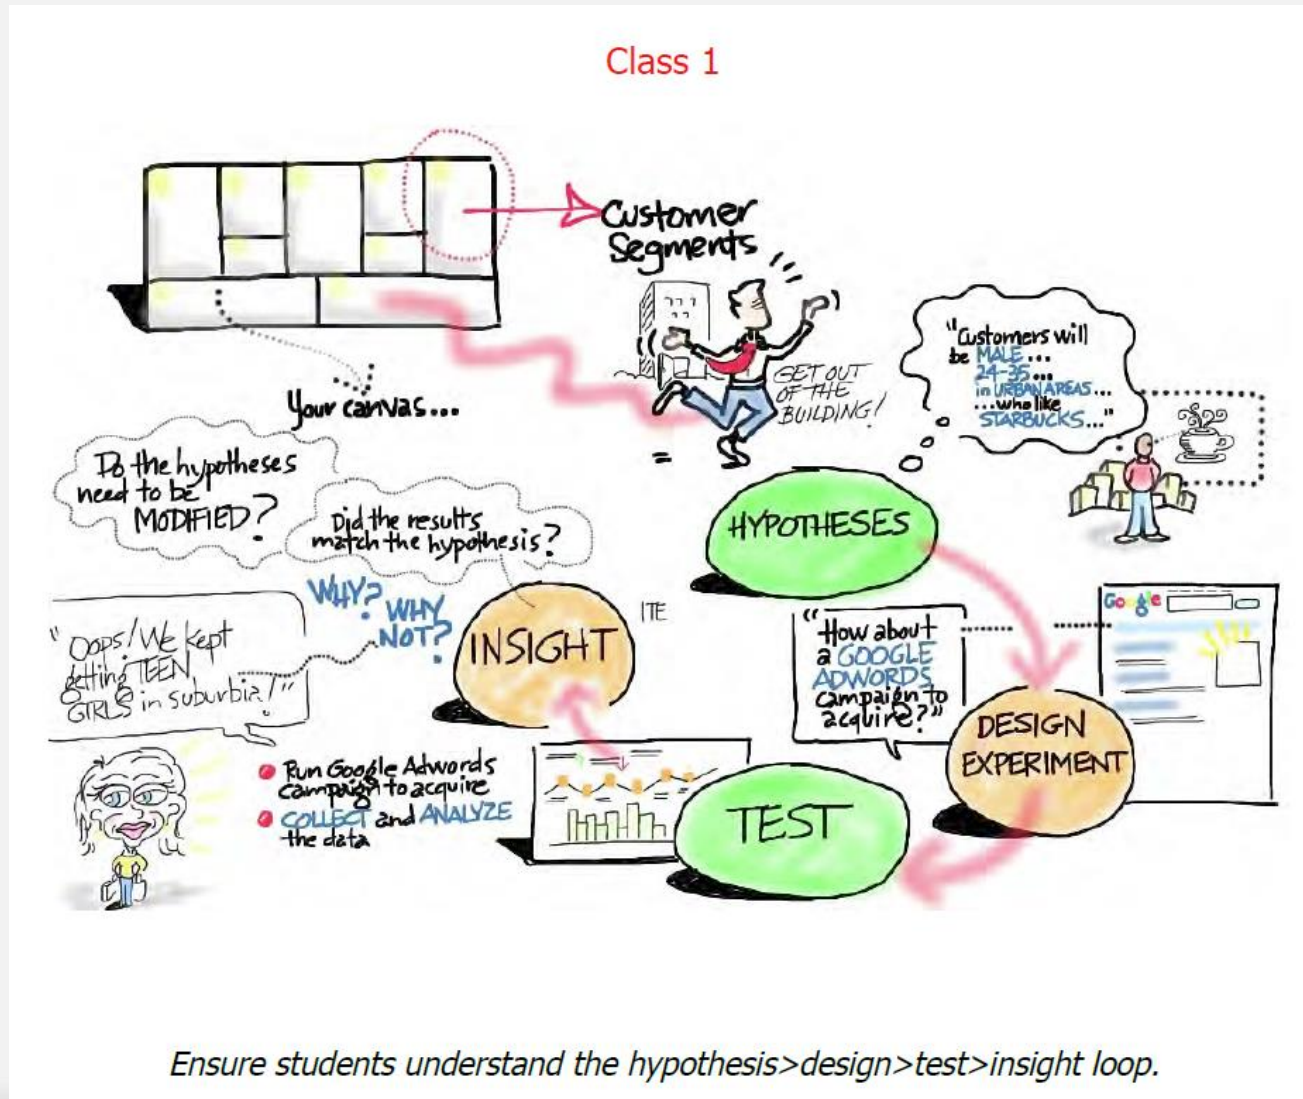 Class 1
Customer
Segments
GET OUT
OF THE
BUILDING!
"Customers will
be MALE...
24-35...
in URBAN AREAS...
...who like
STARBUCKS..."
Your canvas...
Do the hypotheses
need to be
MODIFIED?
Did the results
match the hypothesis?
HYPOTHESES
WHY?
WHY
NOT?
INSIGHT
ITE
"How about
a GOOGLE
ADWORDS
campaign to
acquire?"
Google
"Oops! We kept
getting TEEN
GIRLS in suburbia!"
DESIGN
EXPERIMENT
Run Google Adwords
campaign to acquire
COLLECT and ANALYZE
the data
TEST
Ensure students understand the hypothesis>design>test>insight loop.